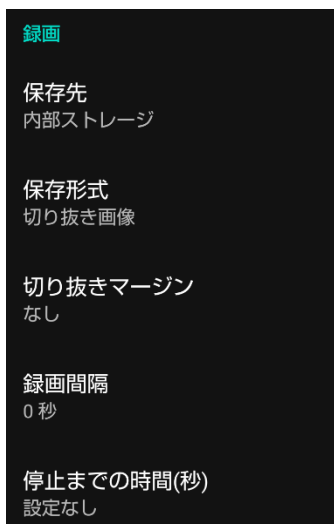 録画
保存先
内部ストレージ
保存形式
切り抜き画像
切り抜きマージン
なし
録画間隔
0 秒
停止までの時間(秒)
設定なし